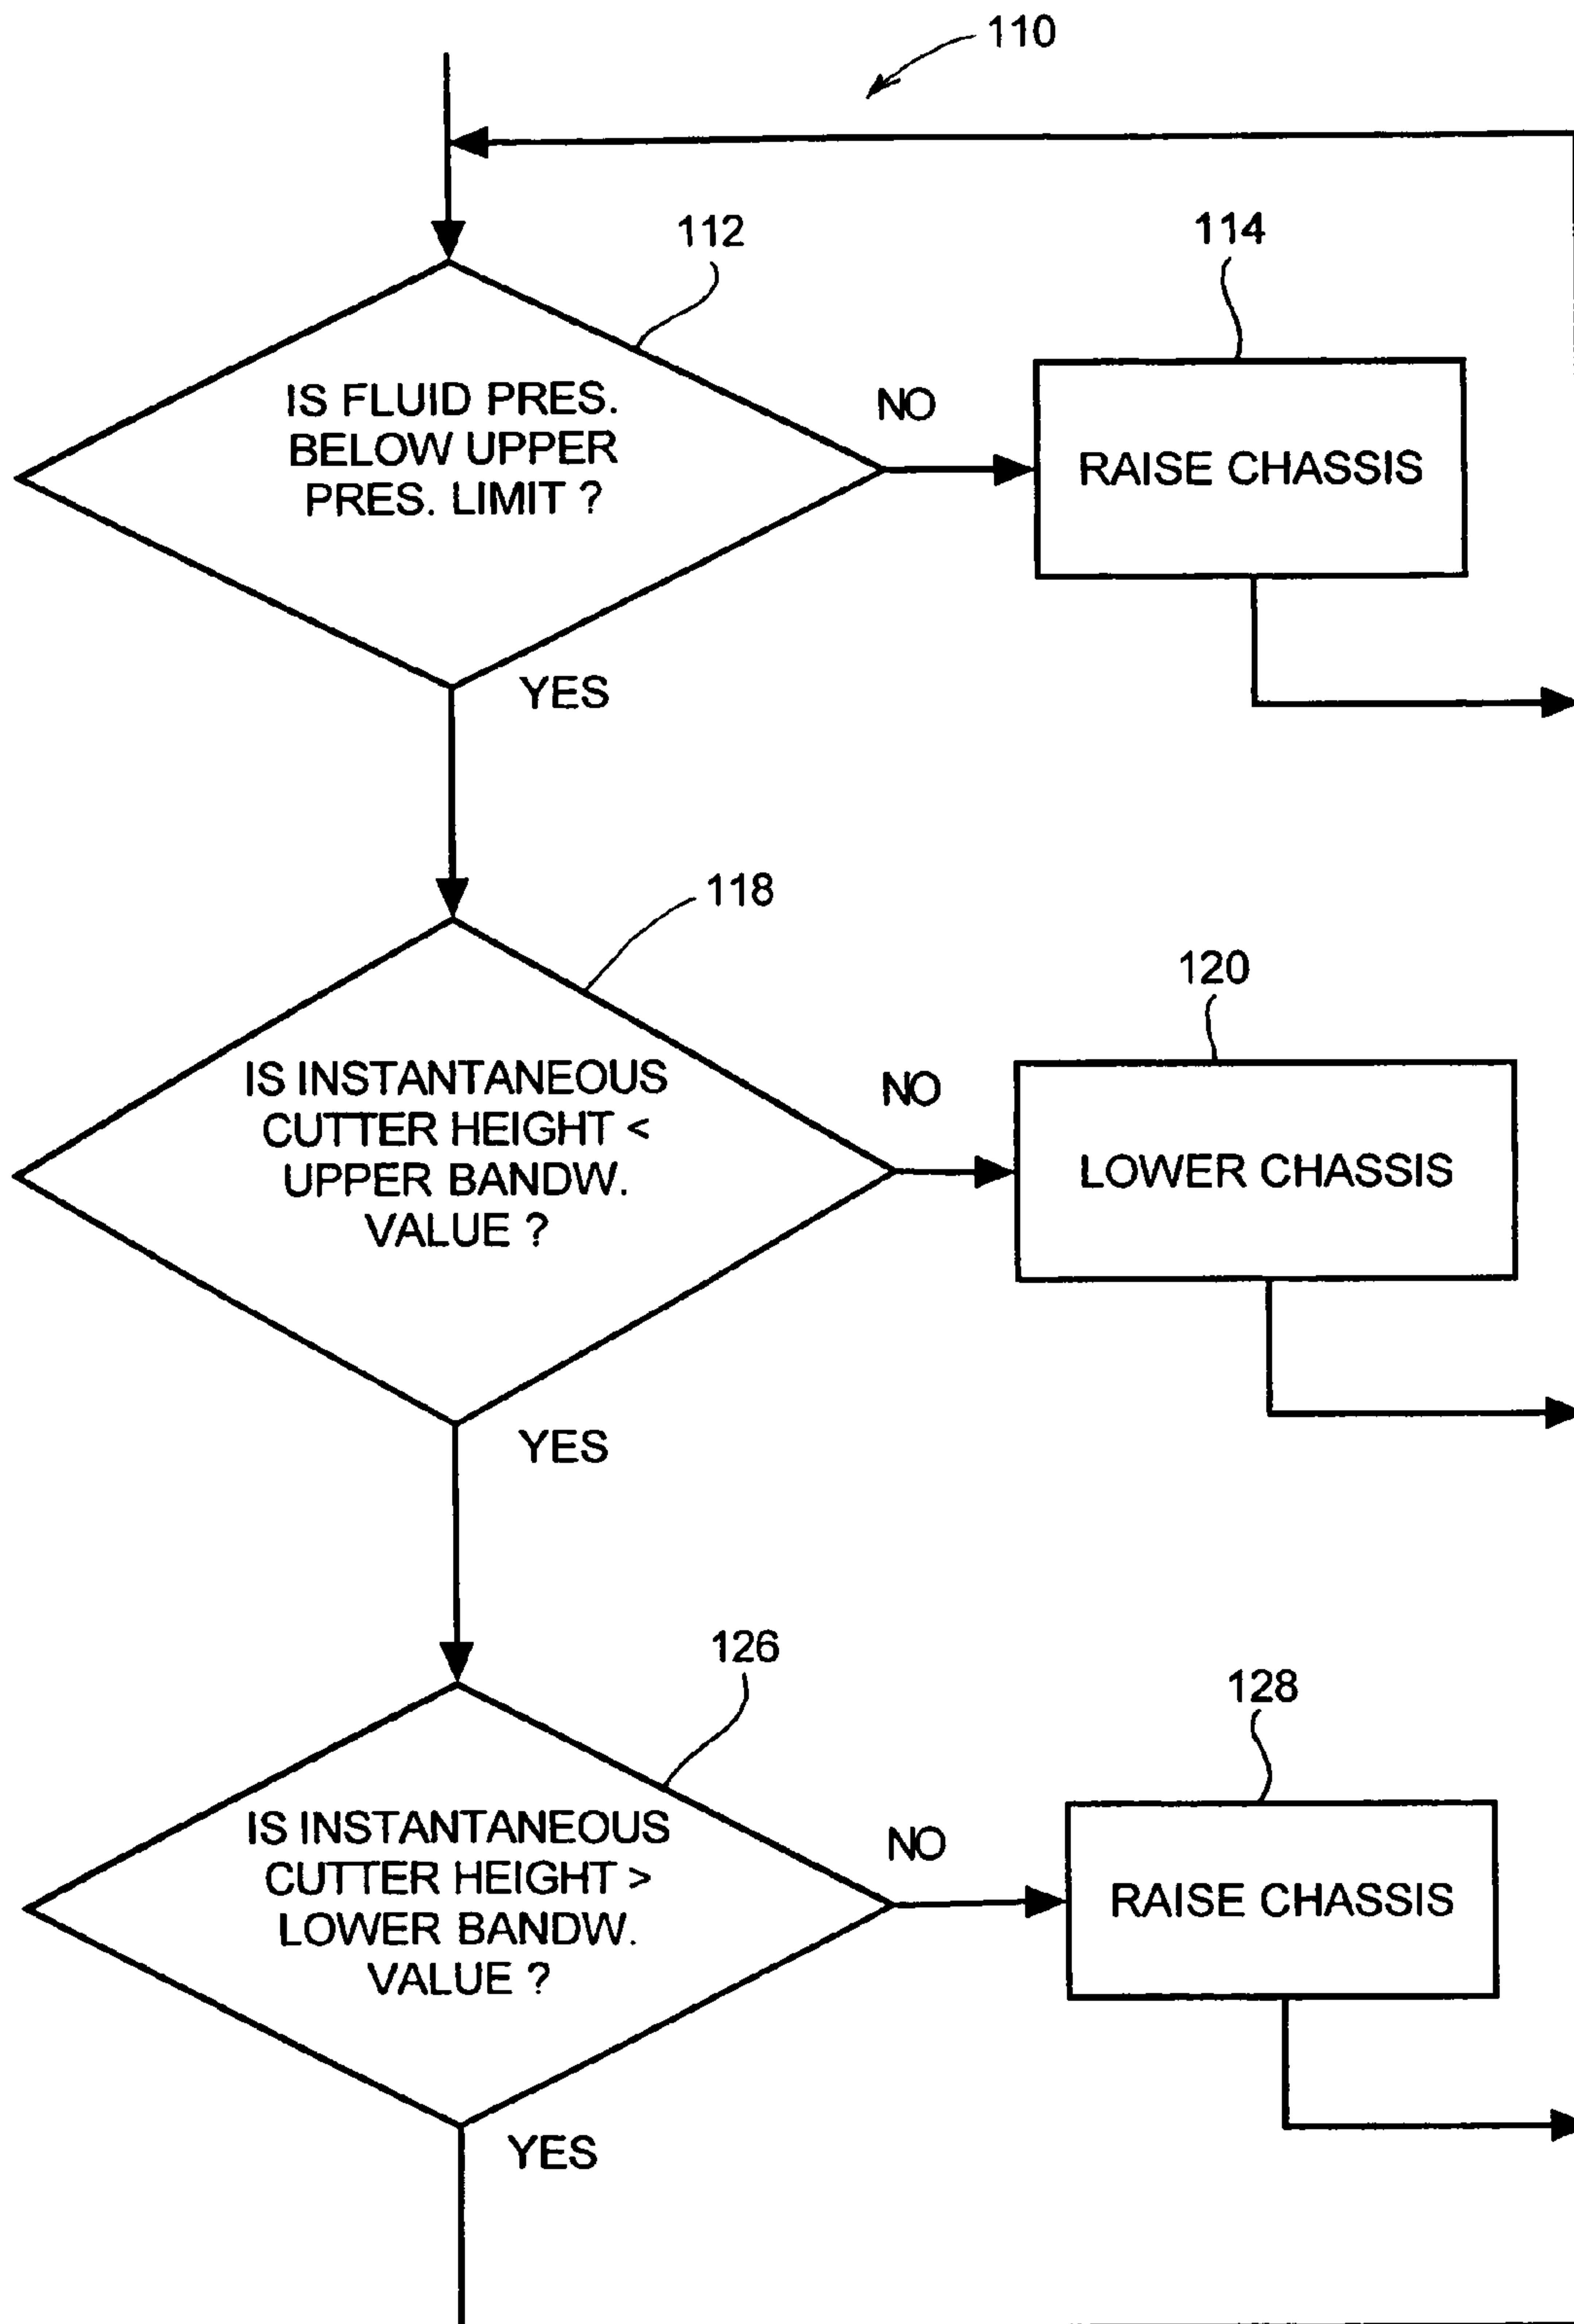 110
112
114
IS FLUID PRES.
BELOW UPPER
PRES. LIMIT ?
NO
RAISE CHASSIS
YES
118
120
IS INSTANTANEOUS
CUTTER HEIGHT <
UPPER BANDW.
VALUE ?
NO
LOWER CHASSIS
YES
126
128
IS INSTANTANEOUS
CUTTER HEIGHT >
LOWER BANDW.
VALUE ?
NO
RAISE CHASSIS
YES